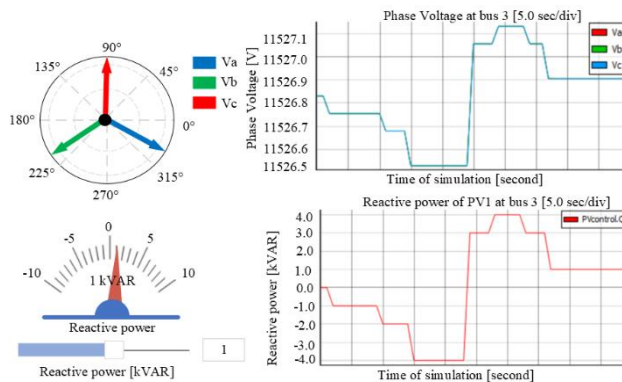 90°
135°
45°
180°
0°
225°
315°
270°
Va
Vb
Vc
Phase Voltage at bus 3 [5.0 sec/div]
Phase Voltage [V]
11527.1
11527.0
11526.9
11526.8
11526.7
11526.6
11526.5
Va
Vb
Vc
Time of simulation [second]
-10
-5
0
5
10
1 kVAR
Reactive power
1
Reactive power [kVAR]
Reactive power of PV1 at bus 3 [5.0 sec/div]
Reactive power [kVAR]
4.0
3.0
2.0
1.0
0.0
-1.0
-2.0
-3.0
-4.0
Time of simulation [second]